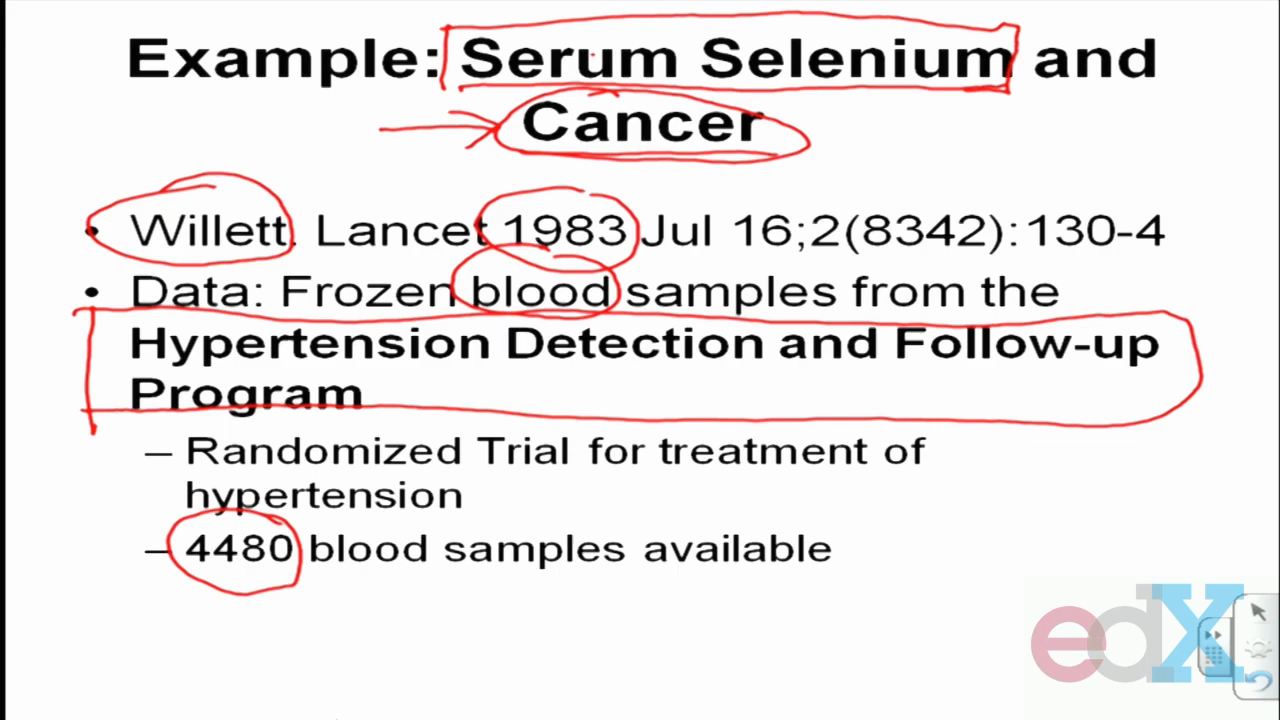 Example: Serum Selenium and
Cancer
• Willett. Lancet 1983 Jul 16;2(8342):130-4
• Data: Frozen blood samples from the
Hypertension Detection and Follow-up
Program
– Randomized Trial for treatment of
hypertension
– 4480 blood samples available
edX